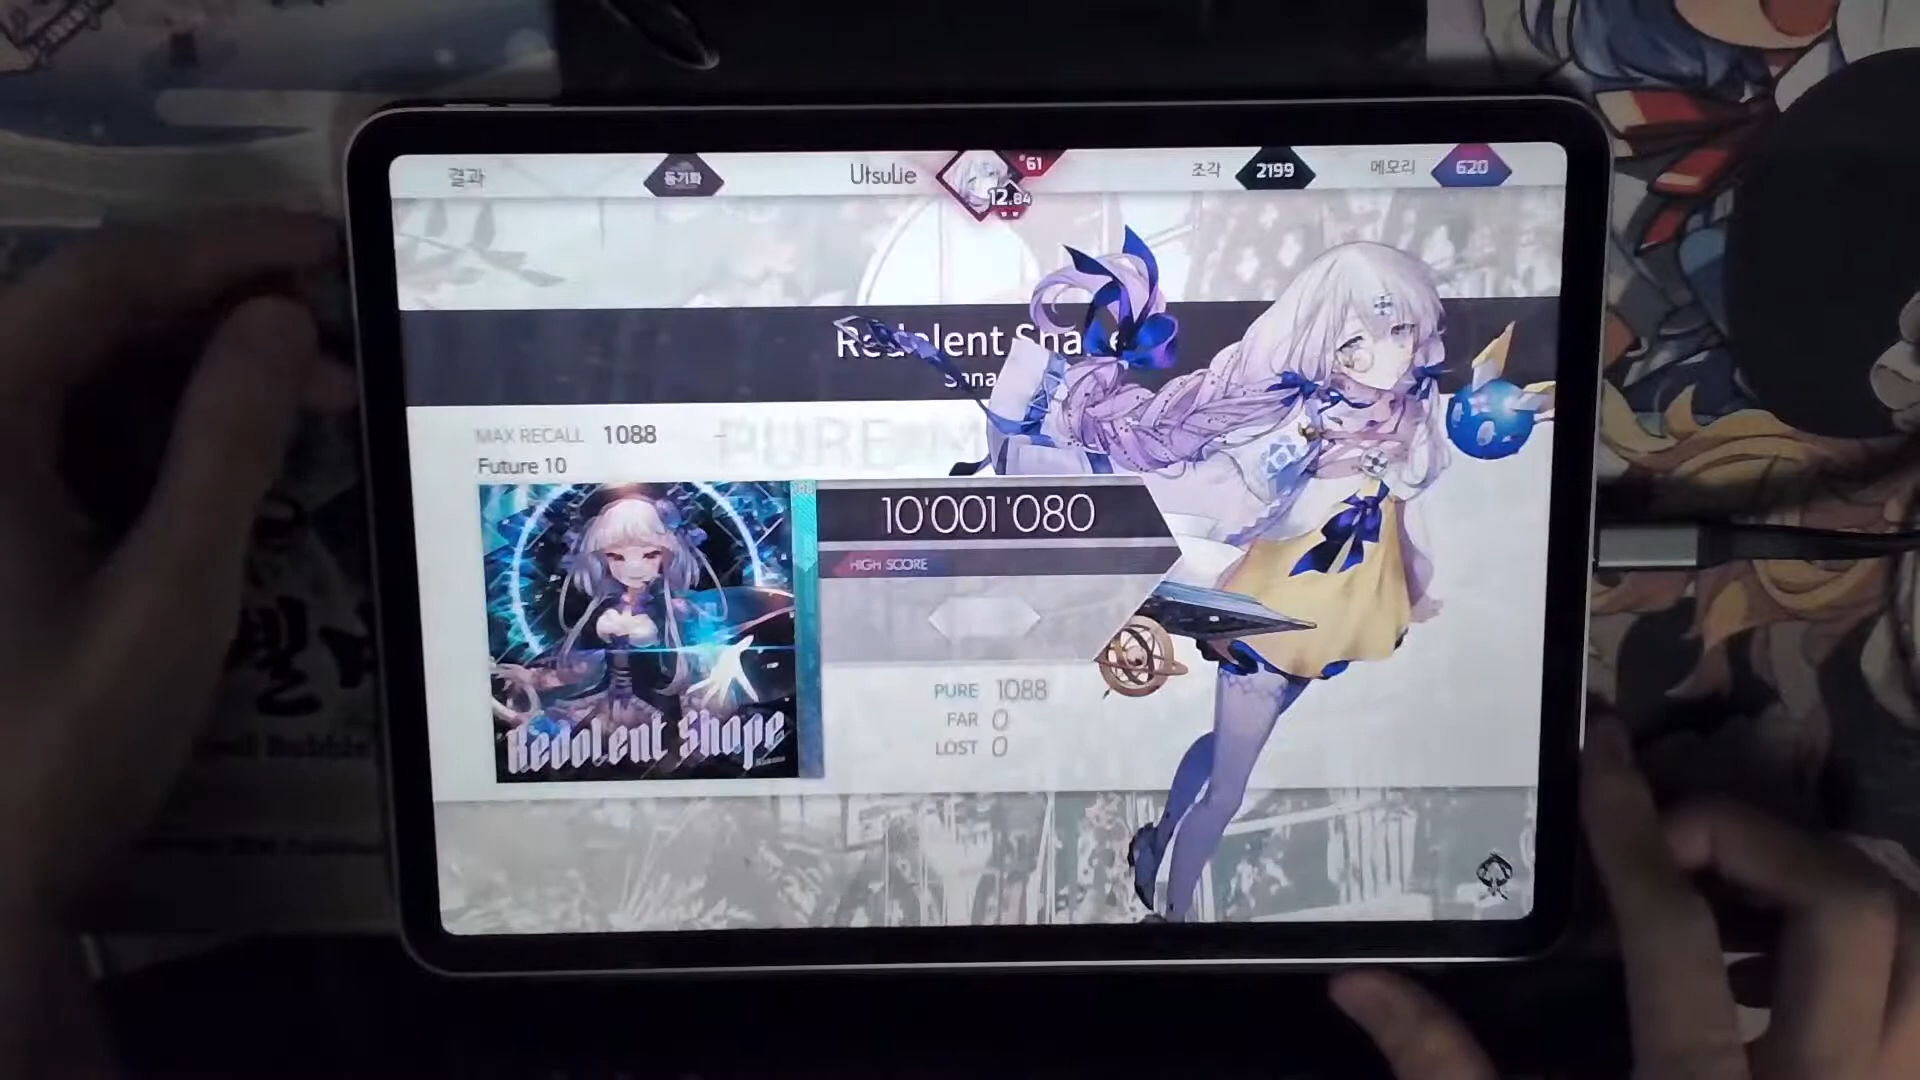 결과
동기화
UtsuLie
#61
12.84
조각
2199
메모리
620
MAX RECALL 1088
PURE M
Future 10
10'001'080
HIGH SCORE
Redolent Shape
PURE 1088
FAR 0
LOST 0